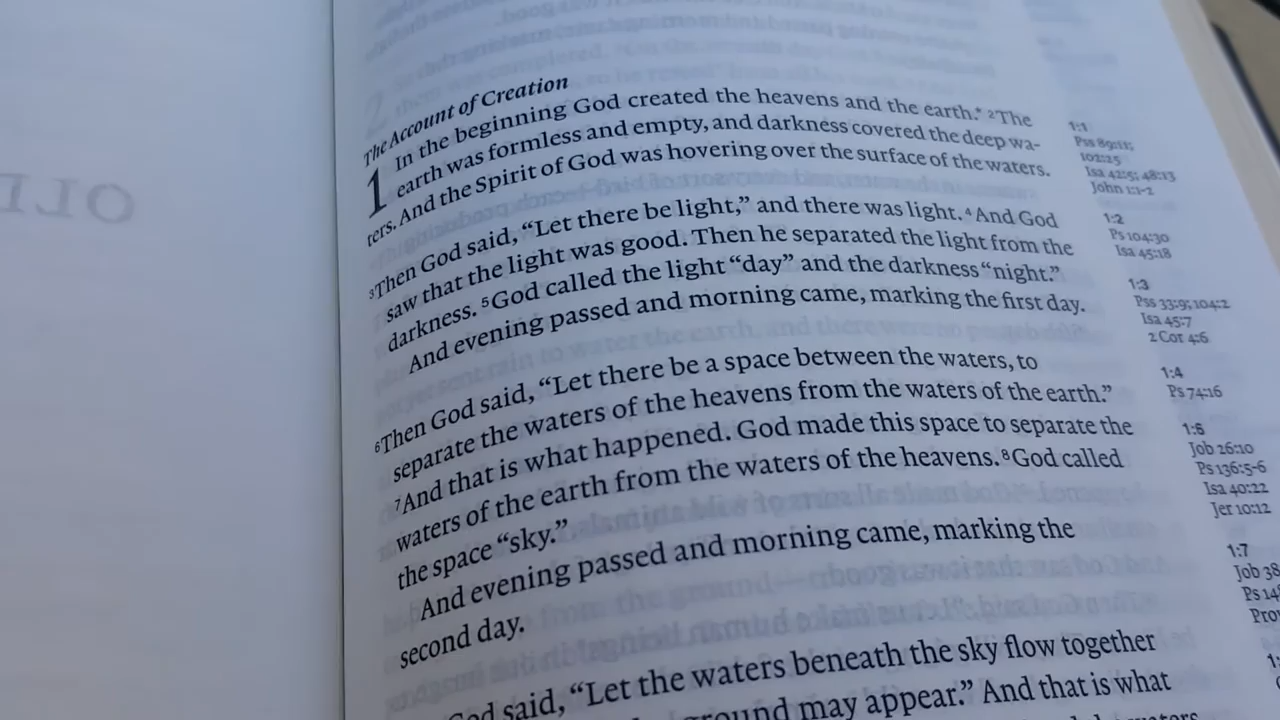 The Account of Creation
1 In the beginning God created the heavens and the earth.* 2The
earth was formless and empty, and darkness covered the deep wa-
ters. And the Spirit of God was hovering over the surface of the waters.
3Then God said, “Let there be light,” and there was light. 4And God
saw that the light was good. Then he separated the light from the
darkness. 5God called the light “day” and the darkness “night.”
And evening passed and morning came, marking the first day.
6Then God said, “Let there be a space between the waters, to
separate the waters of the heavens from the waters of the earth.”
7And that is what happened. God made this space to separate the
waters of the earth from the waters of the heavens. 8God called
the space “sky.”
And evening passed and morning came, marking the
second day.
God said, “Let the waters beneath the sky flow together
ground may appear.” And that is what
waters
1:1
Pss 89:11;
102:25
Isa 42:5; 48:13
John 1:1-2
1:2
Ps 104:30
Isa 45:18
1:3
Pss 33:9; 104:2
Isa 45:7
2 Cor 4:6
1:4
Ps 74:16
1:6
Job 26:10
Ps 136:5-6
Isa 40:22
Jer 10:12
1:7
Job 38
Ps 14
Pro
OLD